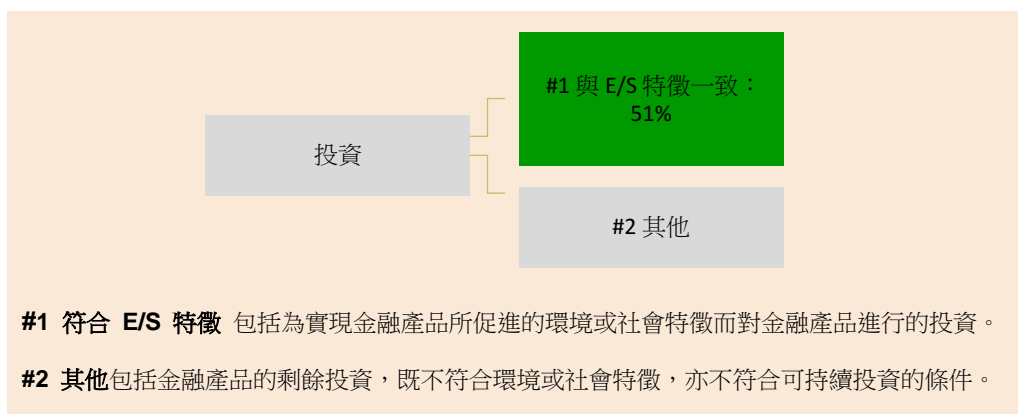 #1 與 E/S 特徵一致：
51%
投資
#2 其他
#1 符合 E/S 特徵 包括為實現金融產品所促進的環境或社會特徵而對金融產品進行的投資。
#2 其他包括金融產品的剩餘投資，既不符合環境或社會特徵，亦不符合可持續投資的條件。